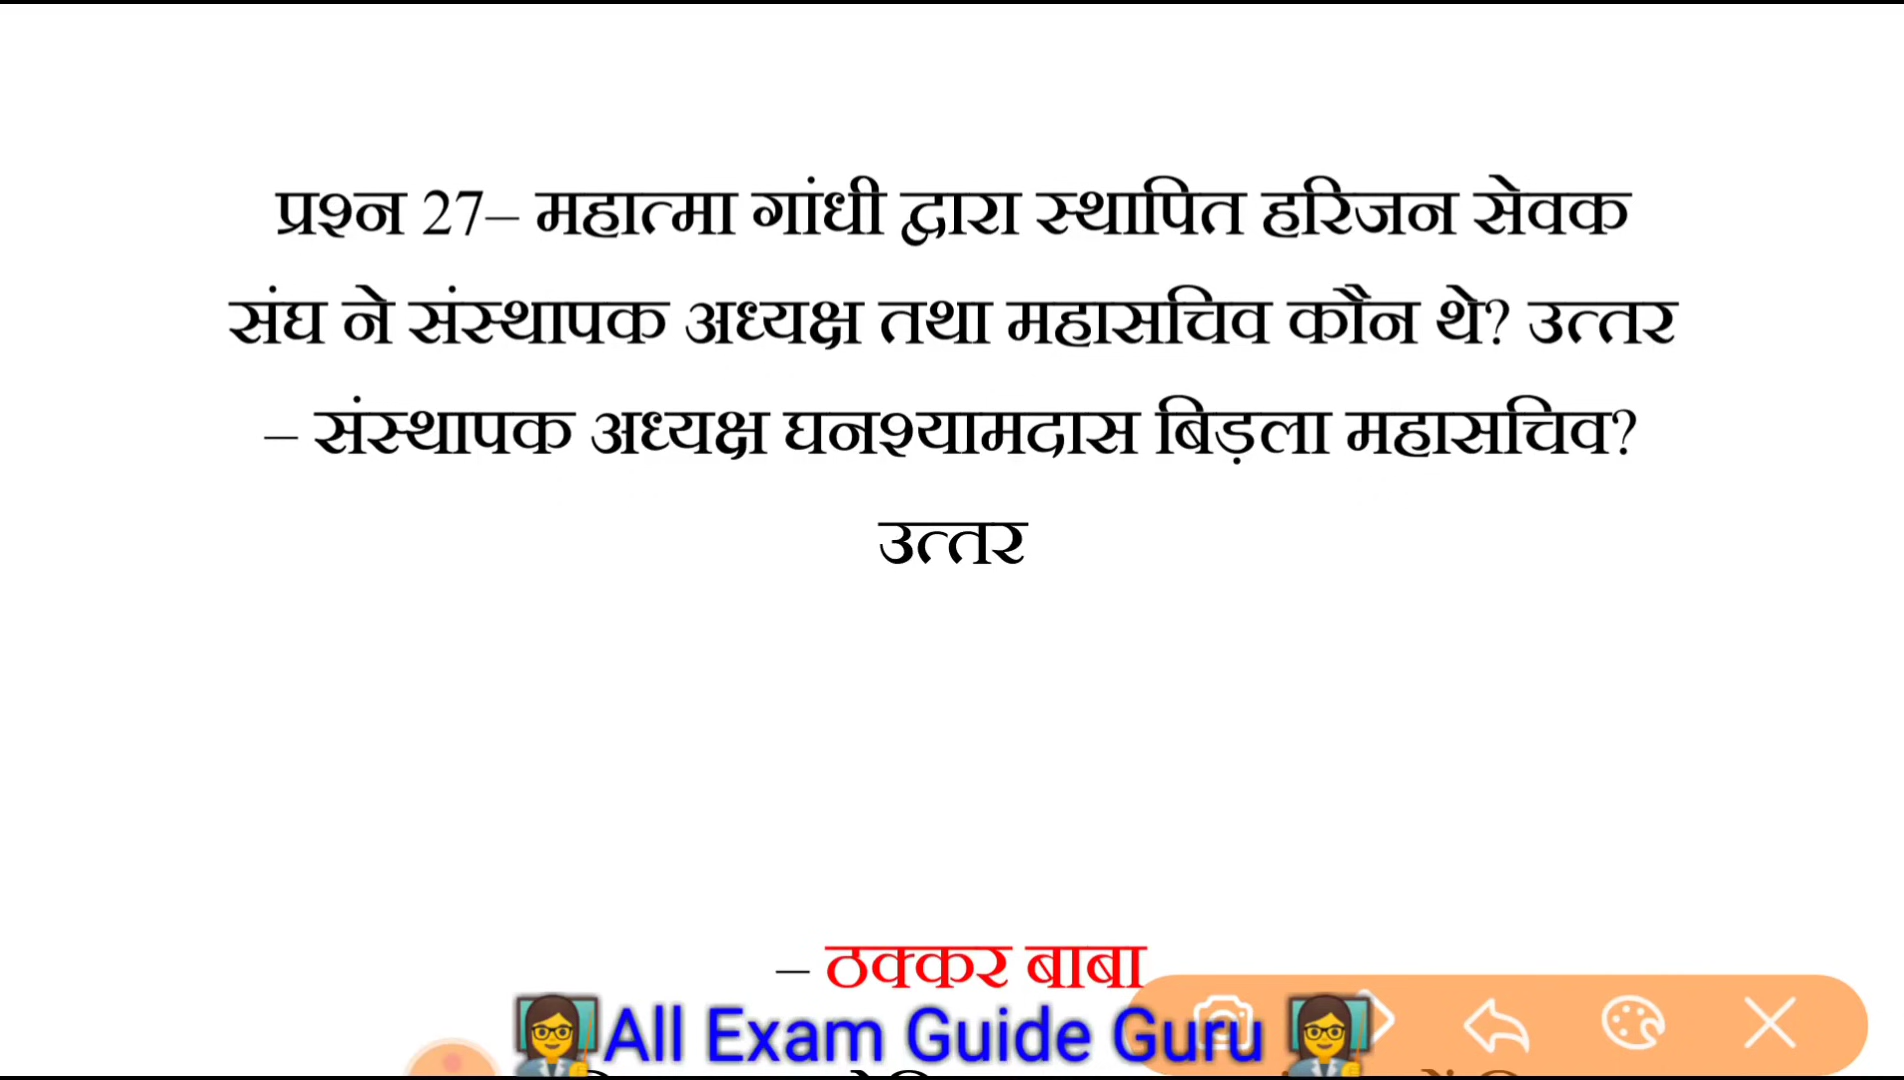 प्रश्न 27– महात्मा गांधी द्वारा स्थापित हरिजन सेवक
संघ ने संस्थापक अध्यक्ष तथा महासचिव कौन थे? उत्तर
– संस्थापक अध्यक्ष घनश्यामदास बिड़ला महासचिव?
उत्तर
– ठक्कर बाबा
All Exam Guide Guru